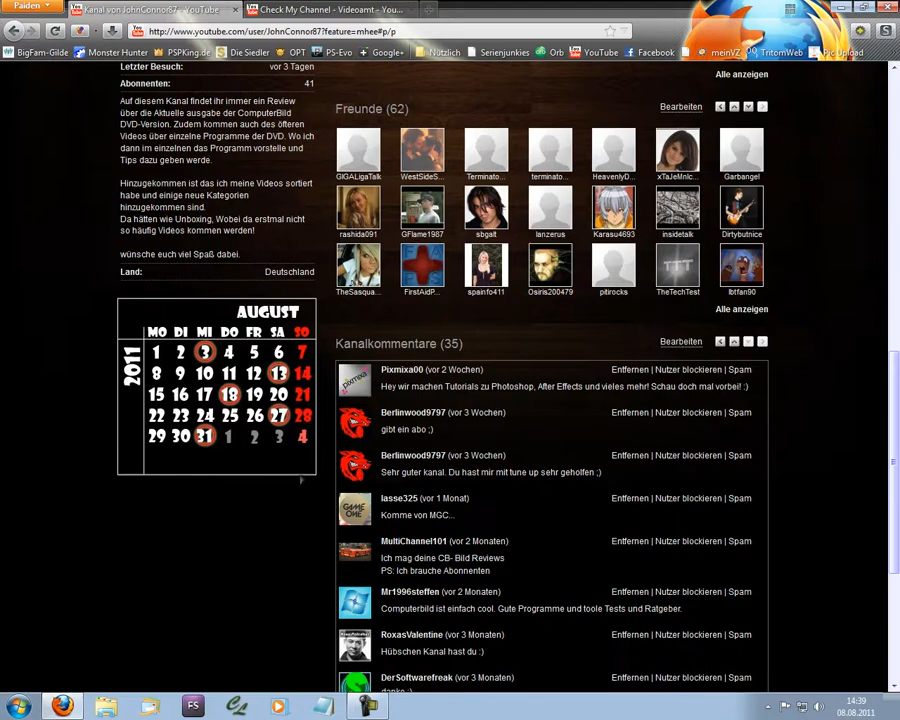 Paiden
Kanal von JohnConnor87 - YouTube
Check My Channel - Videoamt - You...
http://www.youtube.com/user/JohnConnor87?feature=mhee#p/p
BigFam-Gilde
Monster Hunter
PSPKing.de
Die Siedler
OPT
PS-Evo
Google+
Nützlich
Serienjunkies
Orb
YouTube
Facebook
meinVZ
TritomWeb
Pic Upload
Letzter Besuch: vor 3 Tagen
Abonnenten: 41
Auf diesem Kanal findet ihr immer ein Review
über die Aktuelle ausgabe der ComputerBild
DVD-Version. Zudem kommen auch des öfteren
Videos über einzelne Programme der DVD. Wo ich
dann im einzelnen das Programm vorstelle und
Tips dazu geben werde.
Hinzugekommen ist das ich meine Videos sortiert
habe und einige neue Kategorien
hinzugekommen sind.
Da hätten wie Unboxing, Wobei da erstmal nicht
so häufig Videos kommen werden!
wünsche euch viel Spaß dabei.
Land: Deutschland
AUGUST
2011
MO DI MI DO FR SA SO
1 2 3 4 5 6 7
8 9 10 11 12 13 14
15 16 17 18 19 20 21
22 23 24 25 26 27 28
29 30 31 1 2 3 4
Alle anzeigen
Freunde (62)
Bearbeiten
GIGALigaTalk WestSideS... Terminato... terminato... HeavenlyD... xTaJeMnIc... Garbangel
rashida091 GFlame1987 sbgalt lanzerus Karasu4693 insidetalk Dirtybutnice
TheSasqua... FirstAidP... spainfo411 Osiris200479 pitirocks TheTechTest lbtfan90
Alle anzeigen
Kanalkommentare (35)
Bearbeiten
Pixmixa00 (vor 2 Wochen) Entfernen | Nutzer blockieren | Spam
Hey wir machen Tutorials zu Photoshop, After Effects und vieles mehr! Schau doch mal vorbei! :)
Berlinwood9797 (vor 3 Wochen) Entfernen | Nutzer blockieren | Spam
gibt ein abo ;)
Berlinwood9797 (vor 3 Wochen) Entfernen | Nutzer blockieren | Spam
Sehr guter kanal. Du hast mir mit tune up sehr geholfen ;)
lasse325 (vor 1 Monat) Entfernen | Nutzer blockieren | Spam
Komme von MGC...
MultiChannel101 (vor 2 Monaten) Entfernen | Nutzer blockieren | Spam
Ich mag deine CB- Bild Reviews
PS: Ich brauche Abonnenten
Mr1996steffen (vor 2 Monaten) Entfernen | Nutzer blockieren | Spam
Computerbild ist einfach cool. Gute Programme und toole Tests und Ratgeber.
RoxasValentine (vor 3 Monaten) Entfernen | Nutzer blockieren | Spam
Hübschen Kanal hast du :)
DerSoftwarefreak (vor 3 Monaten) Entfernen | Nutzer blockieren | Spam
danke :)
pixmixa
GAME ONE
TTT
FS
14:39
08.08.2011